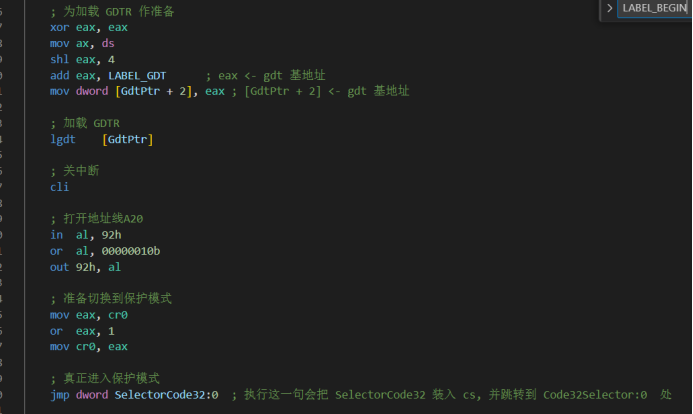 LABEL_BEGIN
; 为加载 GDTR 作准备
xor eax, eax
mov ax, ds
shl eax, 4
add eax, LABEL_GDT ; eax <- gdt 基地址
mov dword [GdtPtr + 2], eax ; [GdtPtr + 2] <- gdt 基地址
; 加载 GDTR
lgdt [GdtPtr]
; 关中断
cli
; 打开地址线A20
in al, 92h
or al, 00000010b
out 92h, al
; 准备切换到保护模式
mov eax, cr0
or eax, 1
mov cr0, eax
; 真正进入保护模式
jmp dword SelectorCode32:0 ; 执行这一句会把 SelectorCode32 装入 cs, 并跳转到 Code32Selector:0 处